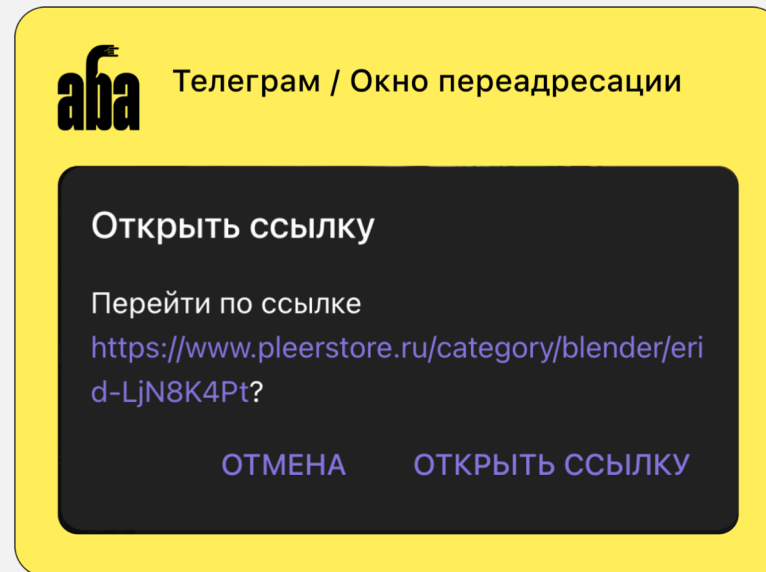 aba
Телеграм / Окно переадресации
Открыть ссылку
Перейти по ссылке
https://www.pleerstore.ru/category/blender/eri
d-LjN8K4Pt?
ОТМЕНА ОТКРЫТЬ ССЫЛКУ